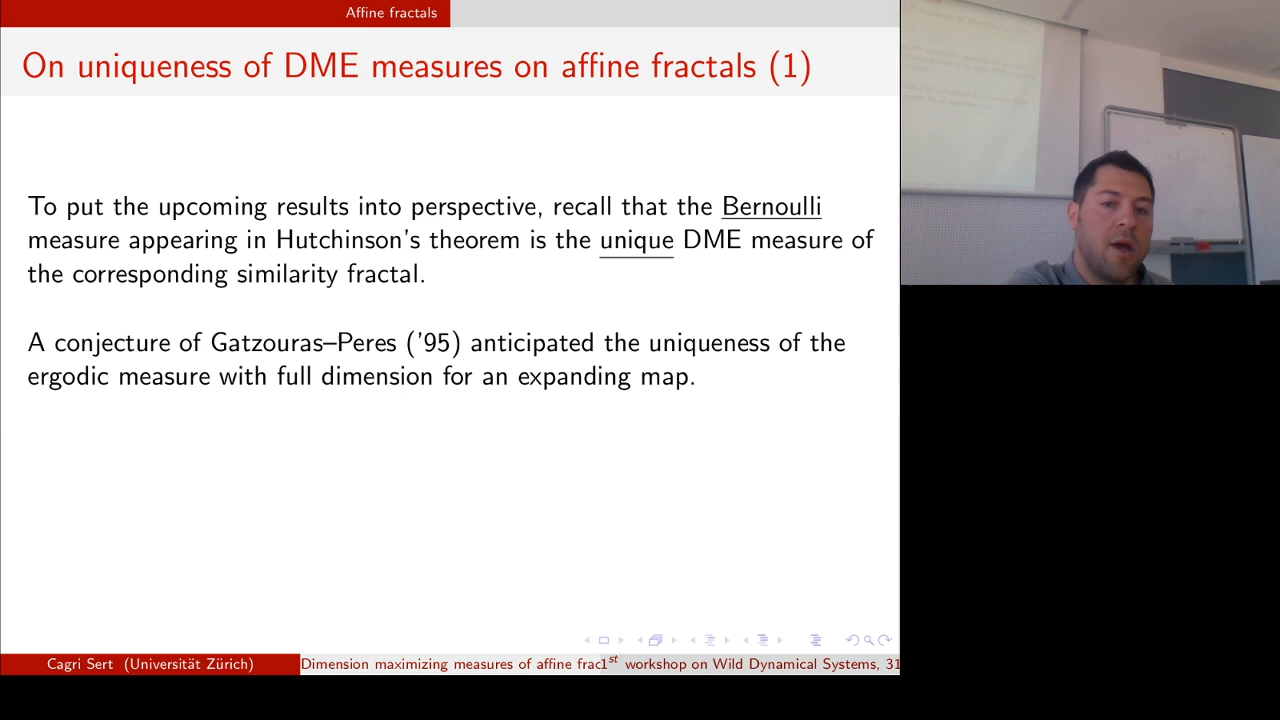 Affine fractals
On uniqueness of DME measures on affine fractals (1)
To put the upcoming results into perspective, recall that the Bernoulli
measure appearing in Hutchinson's theorem is the unique DME measure of
the corresponding similarity fractal.
A conjecture of Gatzouras–Peres ('95) anticipated the uniqueness of the
ergodic measure with full dimension for an expanding map.
Cagri Sert (Universität Zürich)
Dimension maximizing measures of affine frac
1st workshop on Wild Dynamical Systems, 31